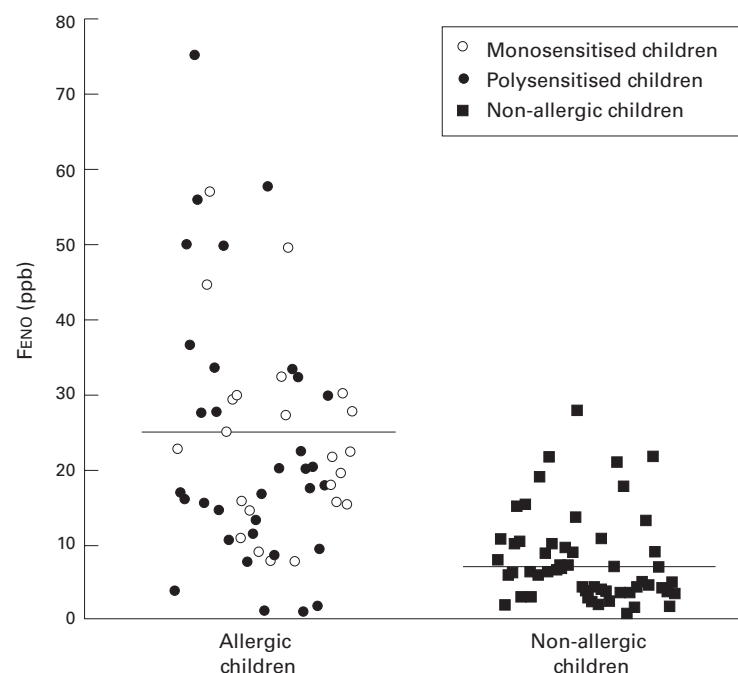 80
70
60
50
40
30
20
10
0
FENO (ppb)
Monosensitised children
Polysensitised children
Non-allergic children
Allergic
children
Non-allergic
children